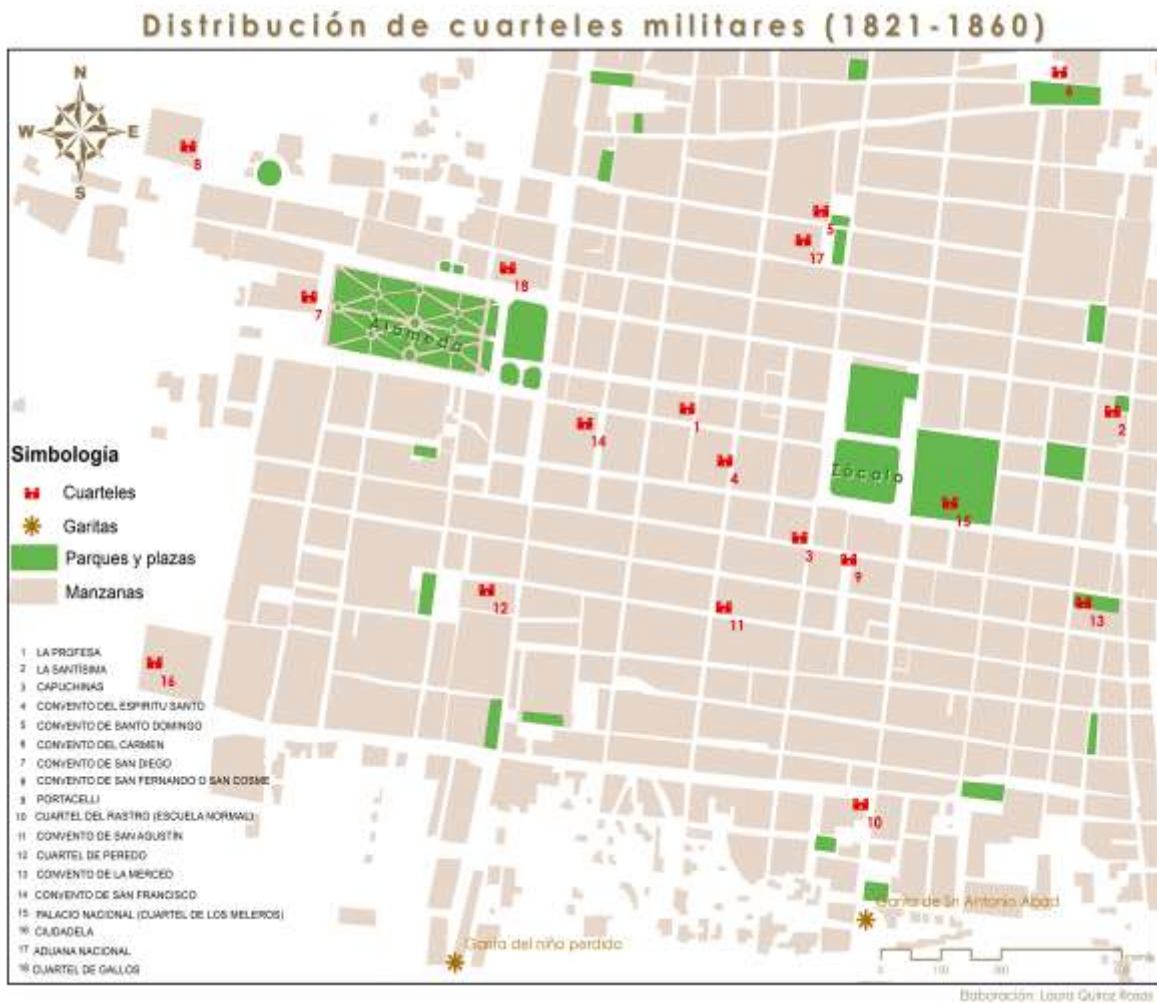 Distribución de cuarteles militares (1821-1860)
N
W E
S
6
8
5
17
18
7
Alameda
1
2
14
4
Zócalo
15
3
9
12
11
13
16
10
Simbología
Cuarteles
Garitas
Parques y plazas
Manzanas
1 LA PROFESA
2 LA SANTÍSIMA
3 CAPUCHINAS
4 CONVENTO DEL ESPIRITU SANTO
5 CONVENTO DE SANTO DOMINGO
6 CONVENTO DEL CARMEN
7 CONVENTO DE SAN DIEGO
8 CONVENTO DE SAN FERNANDO O SAN COSME
9 PORTACELLI
10 CUARTEL DEL RASTRO (ESCUELA NORMAL)
11 CONVENTO DE SAN AGUSTÍN
12 CUARTEL DE PEREDO
13 CONVENTO DE LA MERCED
14 CONVENTO DE SAN FRANCISCO
15 PALACIO NACIONAL (CUARTEL DE LOS MELEROS)
16 CIUDADELA
17 ADUANA NACIONAL
18 CUARTEL DE GALLOS
Garita de Sn Antonio Abad
Garita del niño perdido
0
Elaboración: Laura Quiroz Rosas